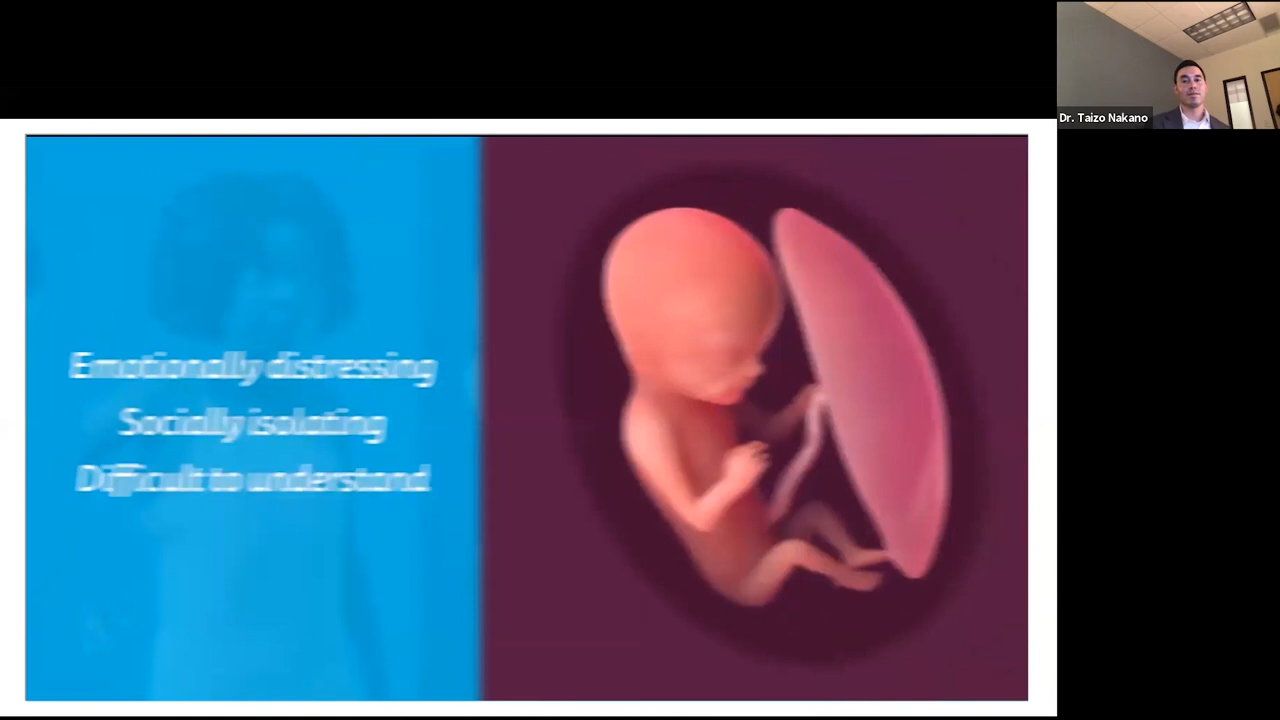 Dr. Taizo Nakano
Emotionally distressing
Socially isolating
Difficult to understand